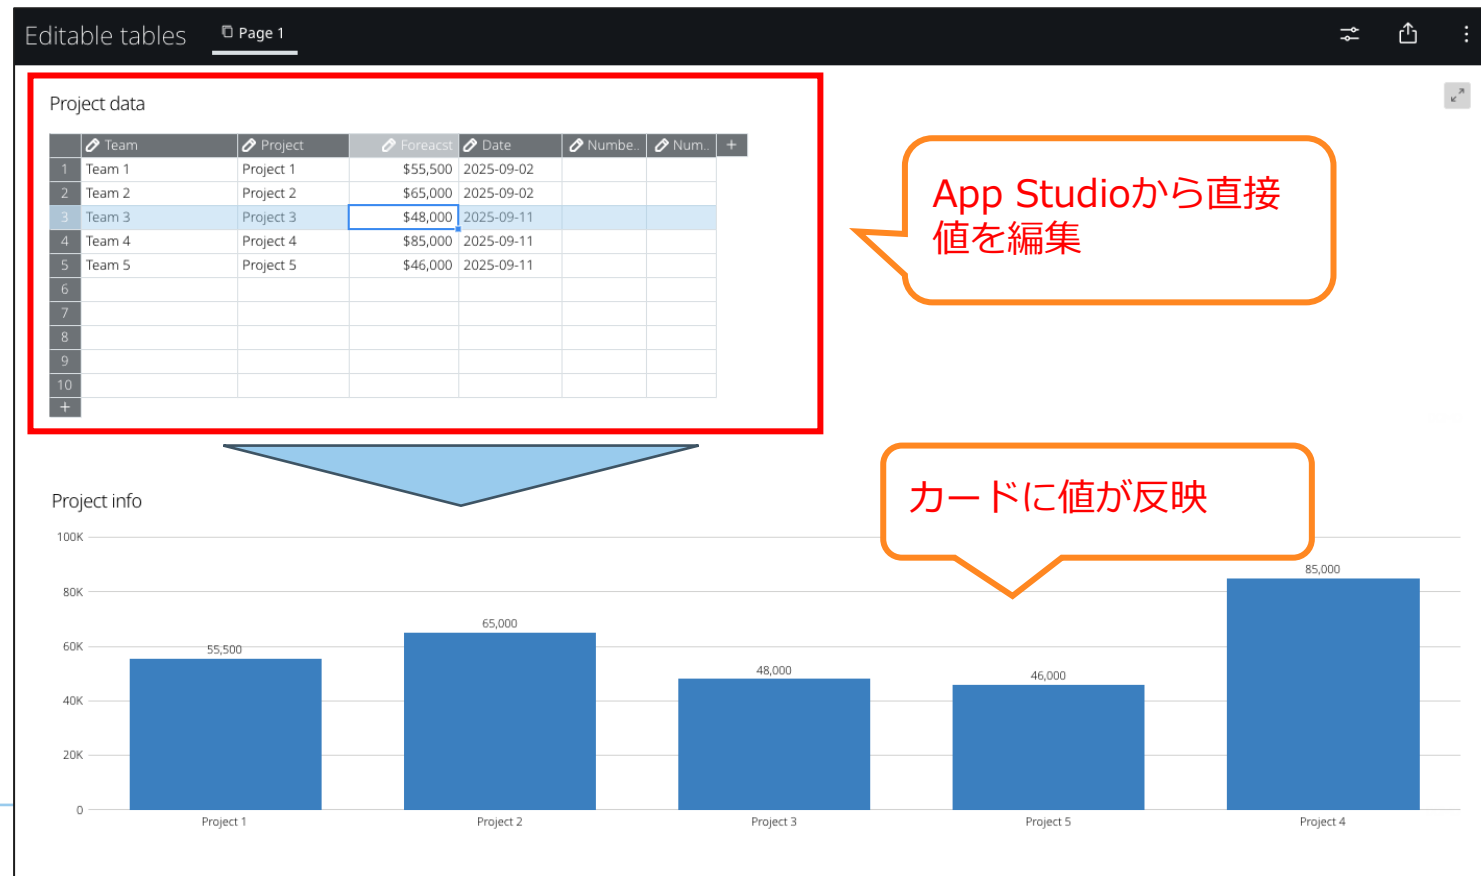 Editable tables
Page 1
Project data
Team Project Foreacst Date Numbe.. Num.. +
1 Team 1 Project 1 $55,500 2025-09-02
2 Team 2 Project 2 $65,000 2025-09-02
3 Team 3 Project 3 $48,000 2025-09-11
4 Team 4 Project 4 $85,000 2025-09-11
5 Team 5 Project 5 $46,000 2025-09-11
6
7
8
9
10
+
App Studioから直接
値を編集
カードに値が反映
Project info
100K
80K
60K
40K
20K
0
55,500
65,000
48,000
46,000
85,000
Project 1 Project 2 Project 3 Project 5 Project 4